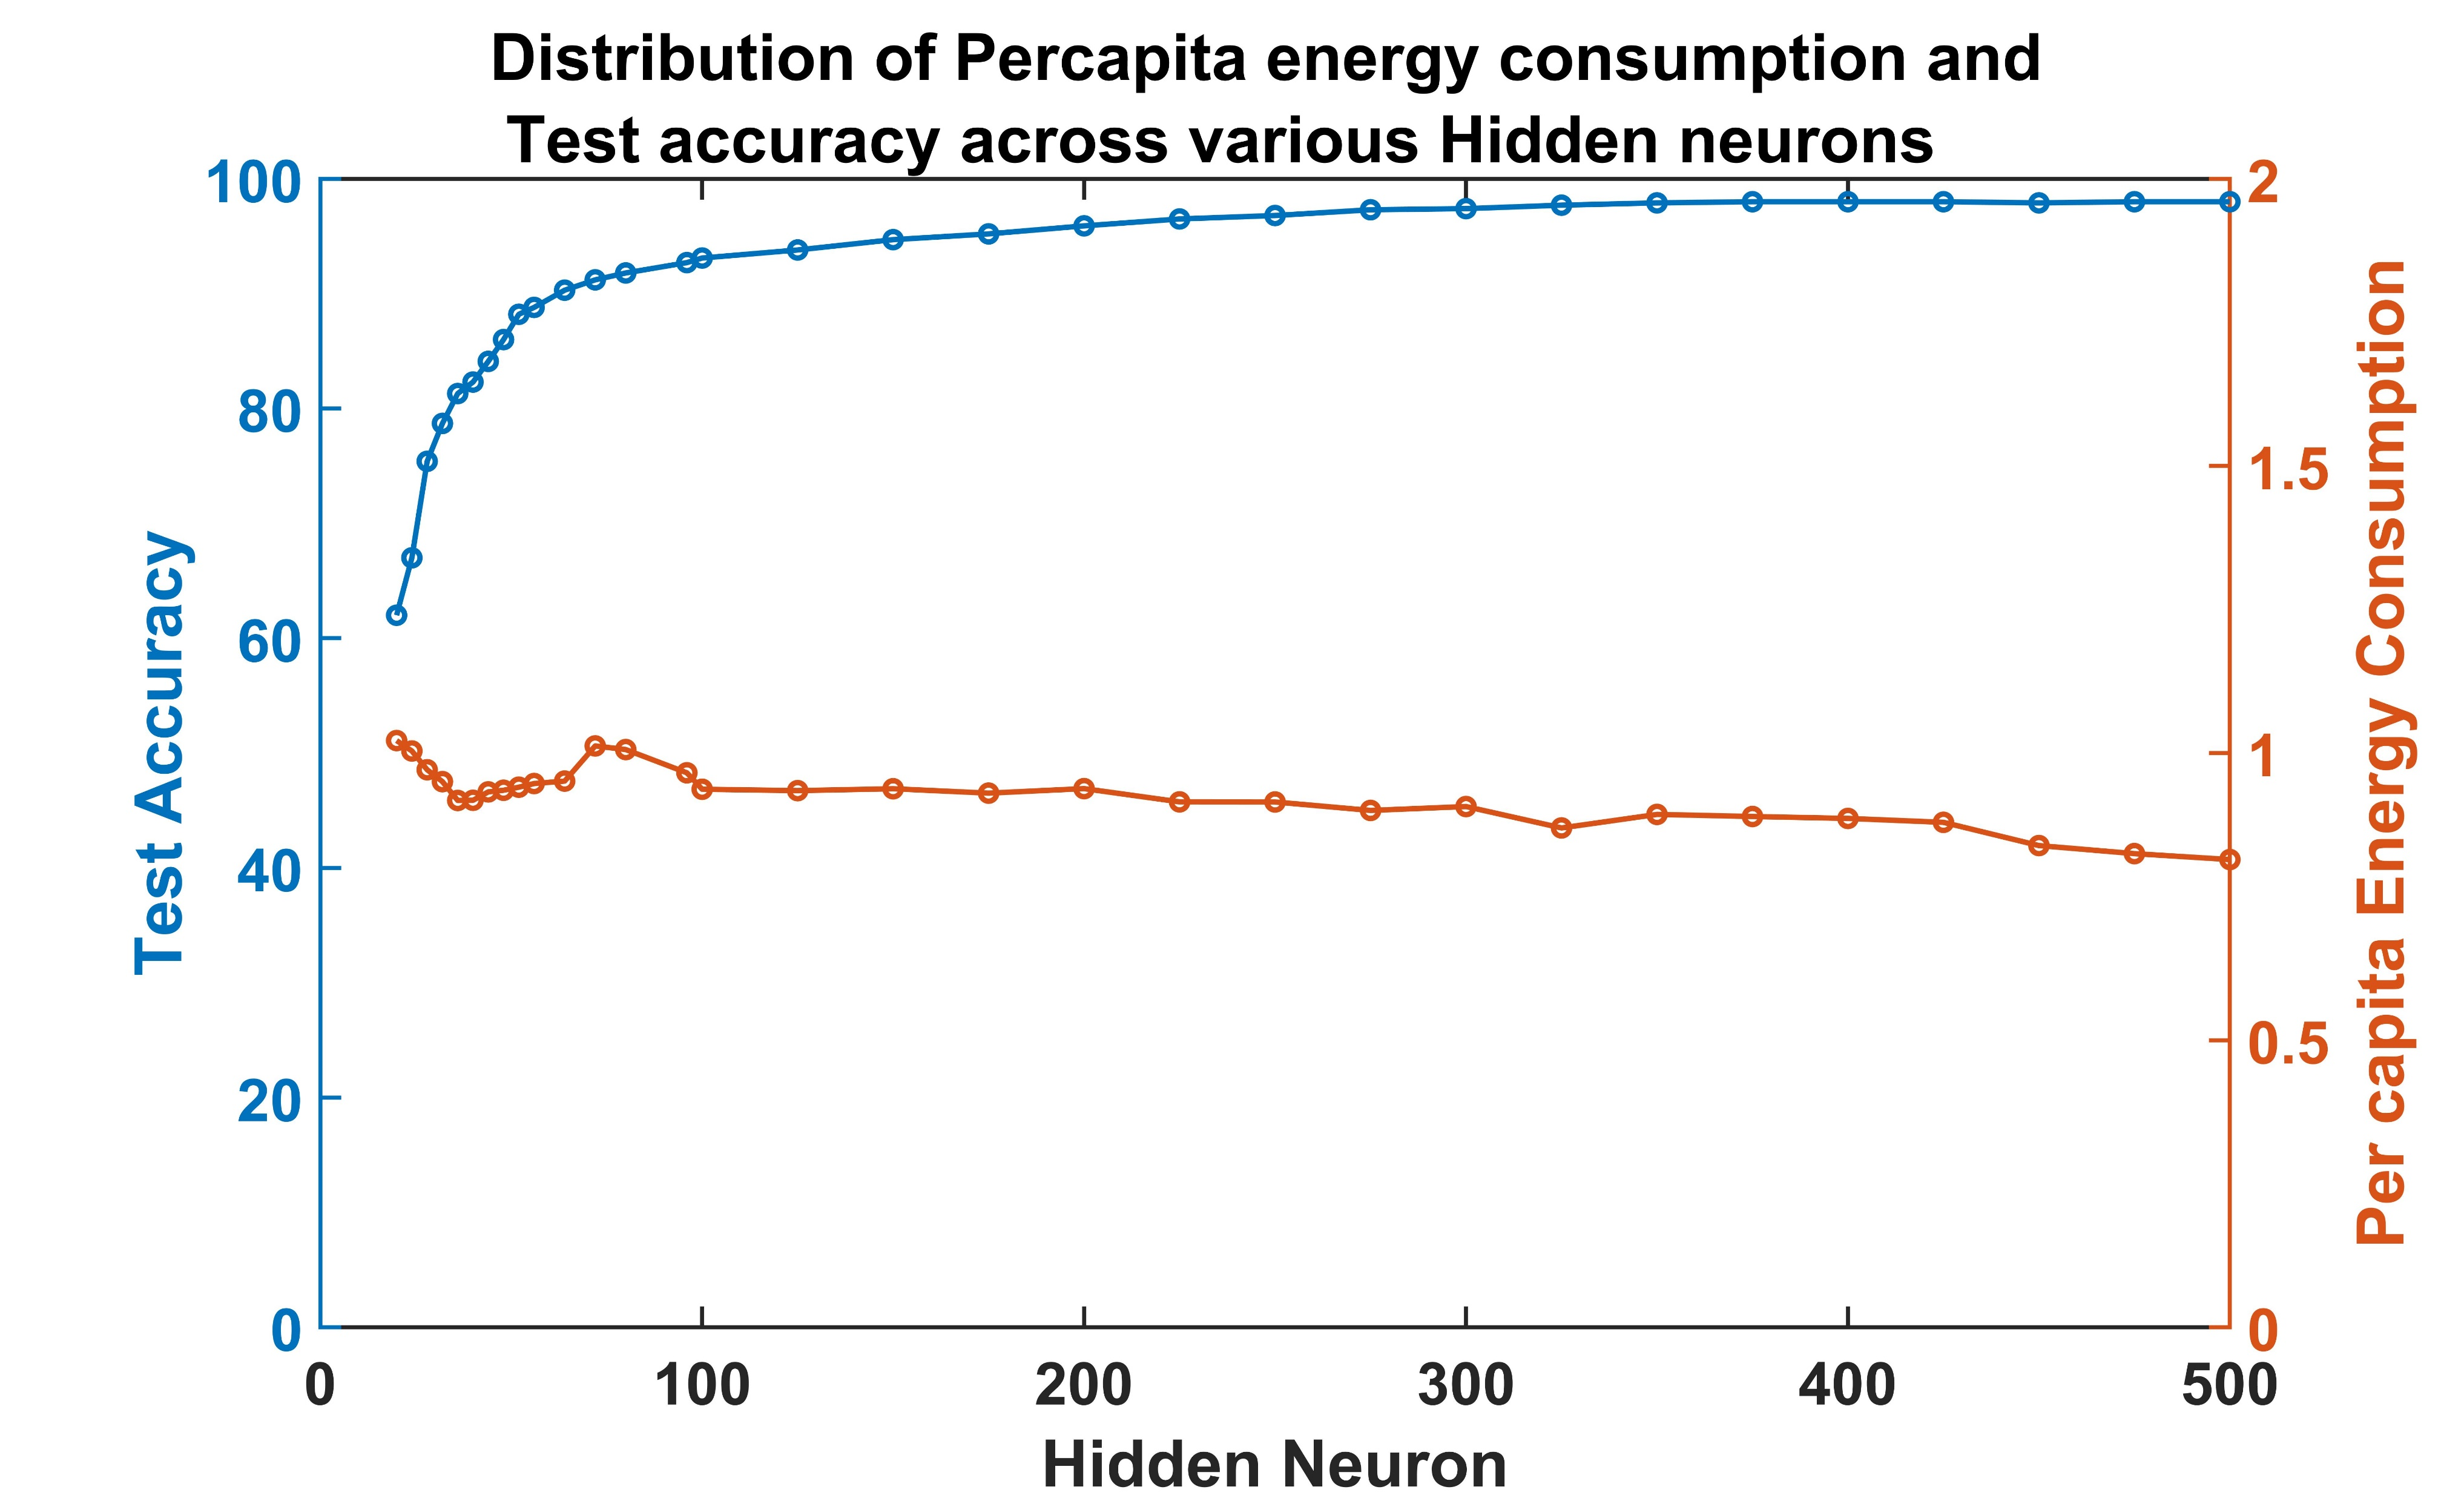 Distribution of Percapita energy consumption and
Test accuracy across various Hidden neurons
Test Accuracy
100
80
60
40
20
0
2
1.5
1
0.5
0
Per capita Energy Consumption
0 100 200 300 400 500
Hidden Neuron